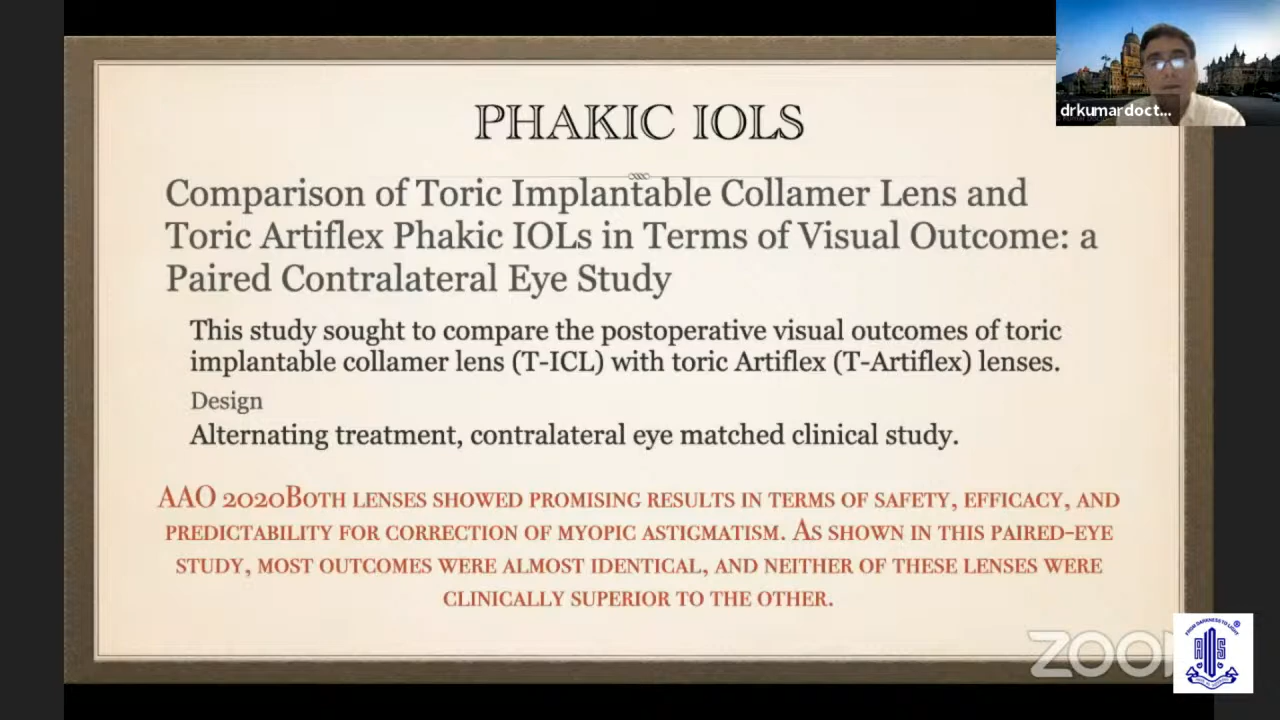 PHAKIC IOLS
drkumardoct...
Comparison of Toric Implantable Collamer Lens and
Toric Artiflex Phakic IOLs in Terms of Visual Outcome: a
Paired Contralateral Eye Study
This study sought to compare the postoperative visual outcomes of toric
implantable collamer lens (T-ICL) with toric Artiflex (T-Artiflex) lenses.
Design
Alternating treatment, contralateral eye matched clinical study.
AAO 2020Both lenses showed promising results in terms of safety, efficacy, and
predictability for correction of myopic astigmatism. As shown in this paired-eye
study, most outcomes were almost identical, and neither of these lenses were
clinically superior to the other.
FROM DARKNESS TO LIGHT